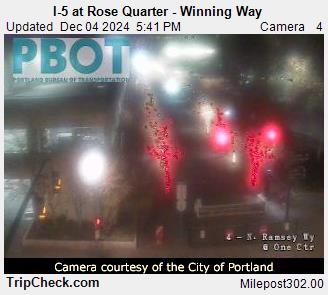 I-5 at Rose Quarter - Winning Way
Updated Dec 04 2024 5:41 PM Camera 4
PBOT
PORTLAND BUREAU OF TRANSPORTATION
4 - N. Ramsey Wy
@ One Ctr
Camera courtesy of the City of Portland
TripCheck.com Milepost302.00